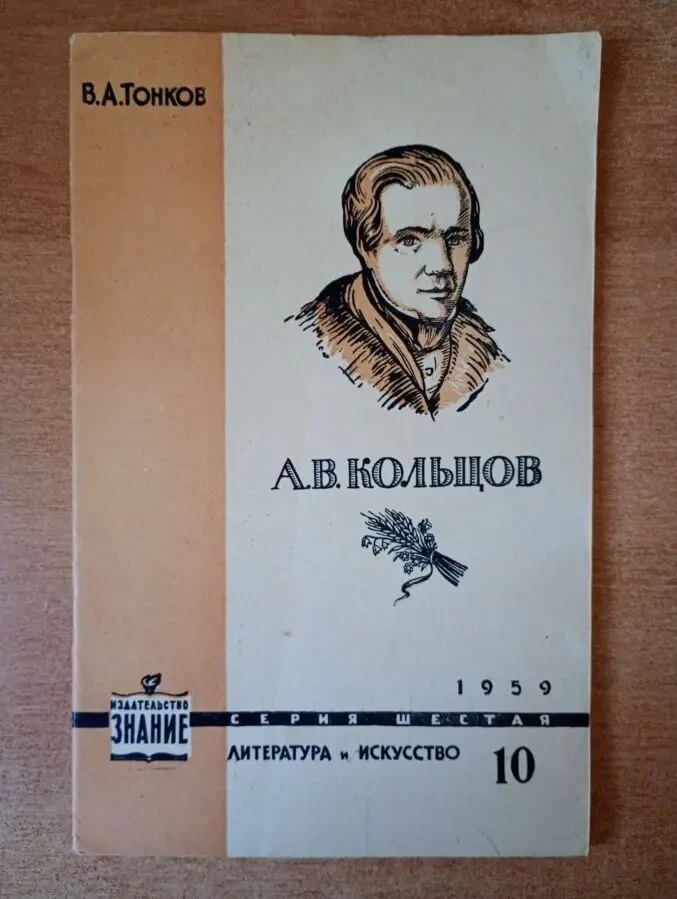 В.А.ТОНКОВ
А.В.КОЛЬЦОВ
1959
ИЗДАТЕЛЬСТВО
ЗНАНИЕ
СЕРИЯ ШЕСТАЯ
ЛИТЕРАТУРА и ИСКУССТВО 10